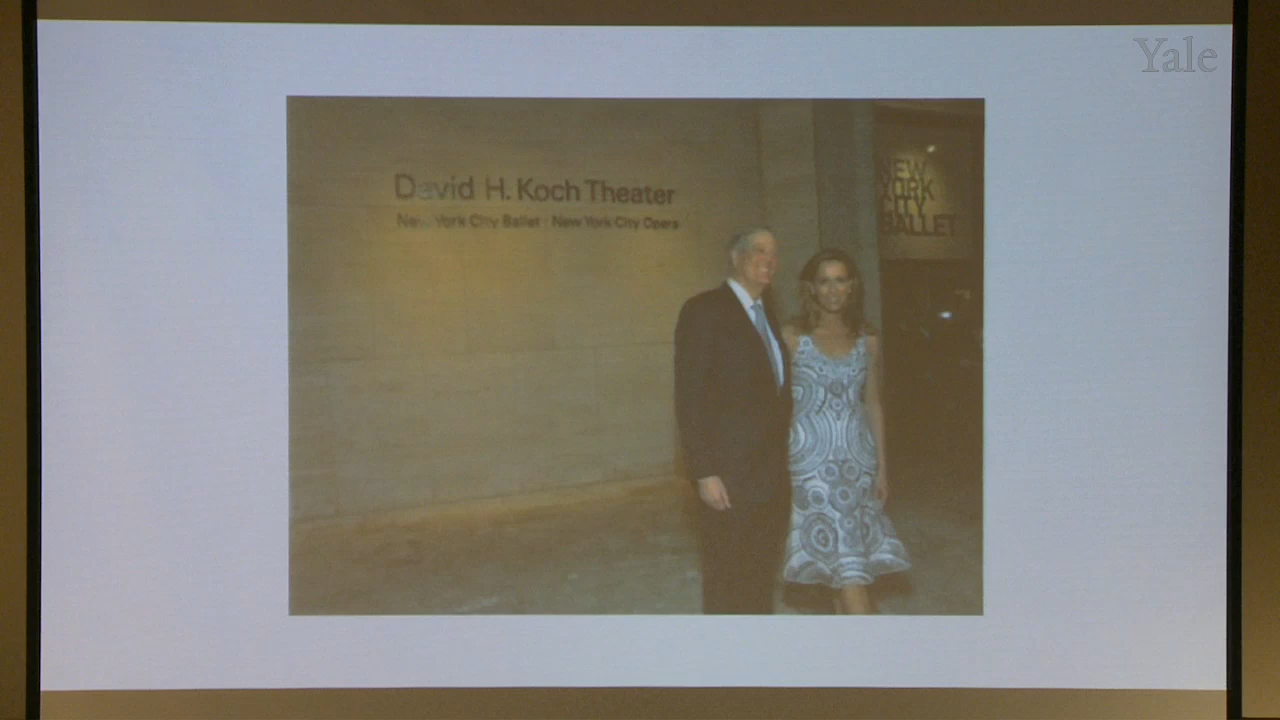 Yale
David H. Koch Theater
New York City Ballet New York City Opera
NEW
YORK
CITY
BALLET